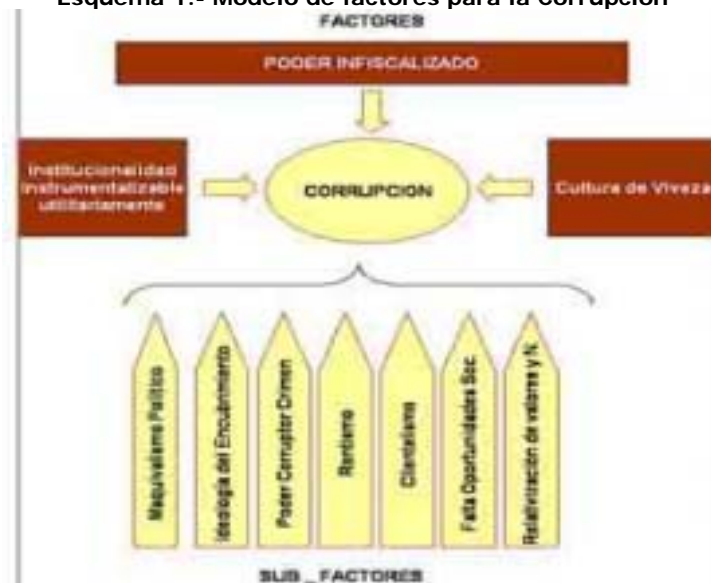 Esquema 1.- Modelo de factores para la Corrupción
FACTORES
PODER INFISCALIZADO
Institucionalidad
Instrumentalizable
utilitariamente
CORRUPCION
Cultura de Viveza
Maquivalismo Político
Ideología del Encubrimiento
Poder Corruptor Crimen
Rentismo
Clientelismo
Falta Oportunidades Soc.
Relativización de valores y N.
SUB_FACTORES